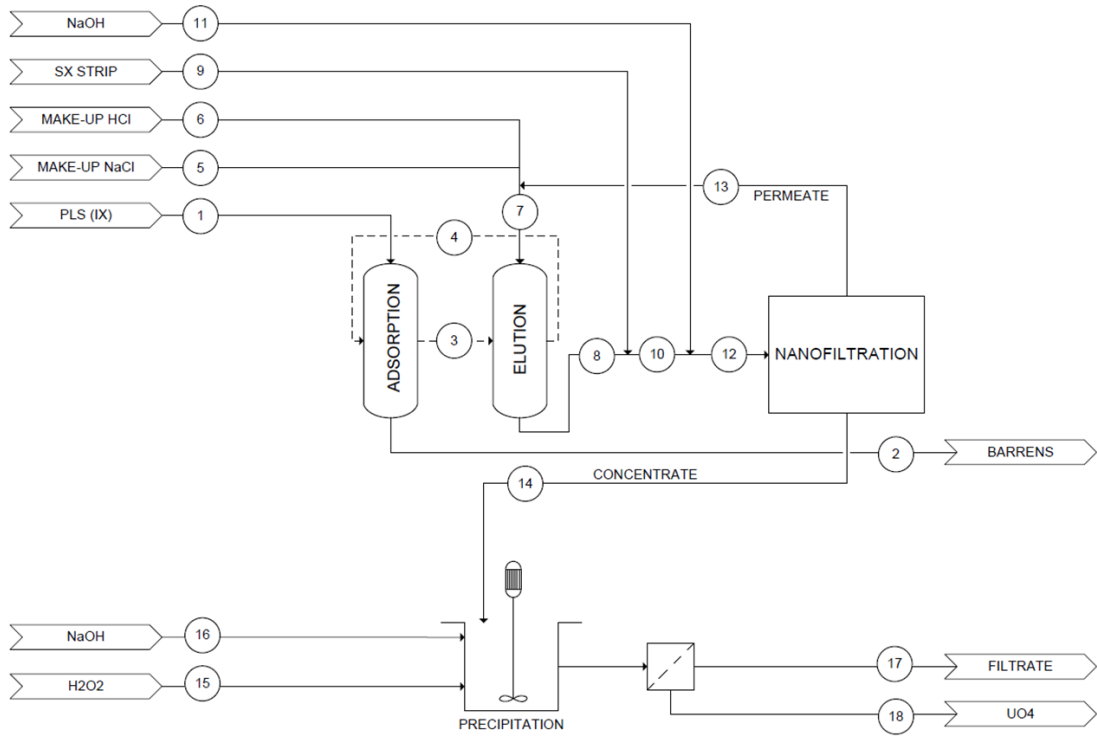 NaOH
11
SX STRIP
9
MAKE-UP HCl
6
MAKE-UP NaCl
5
13
PERMEATE
PLS (IX)
1
7
4
ADSORPTION
3
ELUTION
8
10
12
NANOFILTRATION
2
BARRENS
14
CONCENTRATE
NaOH
16
H2O2
15
PRECIPITATION
17
FILTRATE
18
UO4